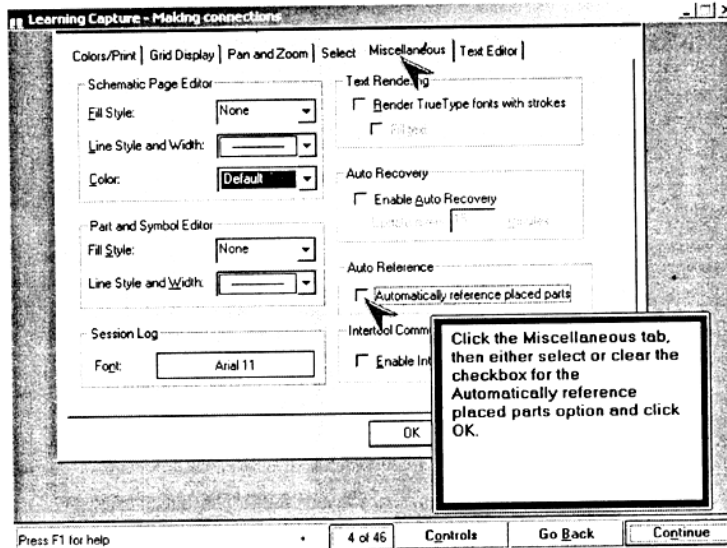 Learning Capture - Making connections
Colors/Print Grid Display Pan and Zoom Select Miscellaneous Text Editor
Schematic Page Editor
Fill Style: None
Line Style and Width:
Color: Default
Part and Symbol Editor
Fill Style: None
Line Style and Width:
Session Log
Font: Arial 11
Text Rendering
Render TrueType fonts with strokes
Fill text
Auto Recovery
Enable Auto Recovery
Auto Reference
Automatically reference placed parts
Intertool Comm
Enable Int
OK
Click the Miscellaneous tab,
then either select or clear the
checkbox for the
Automatically reference
placed parts option and click
OK.
Press F1 for help 4 of 46 Controls Go Back Continue